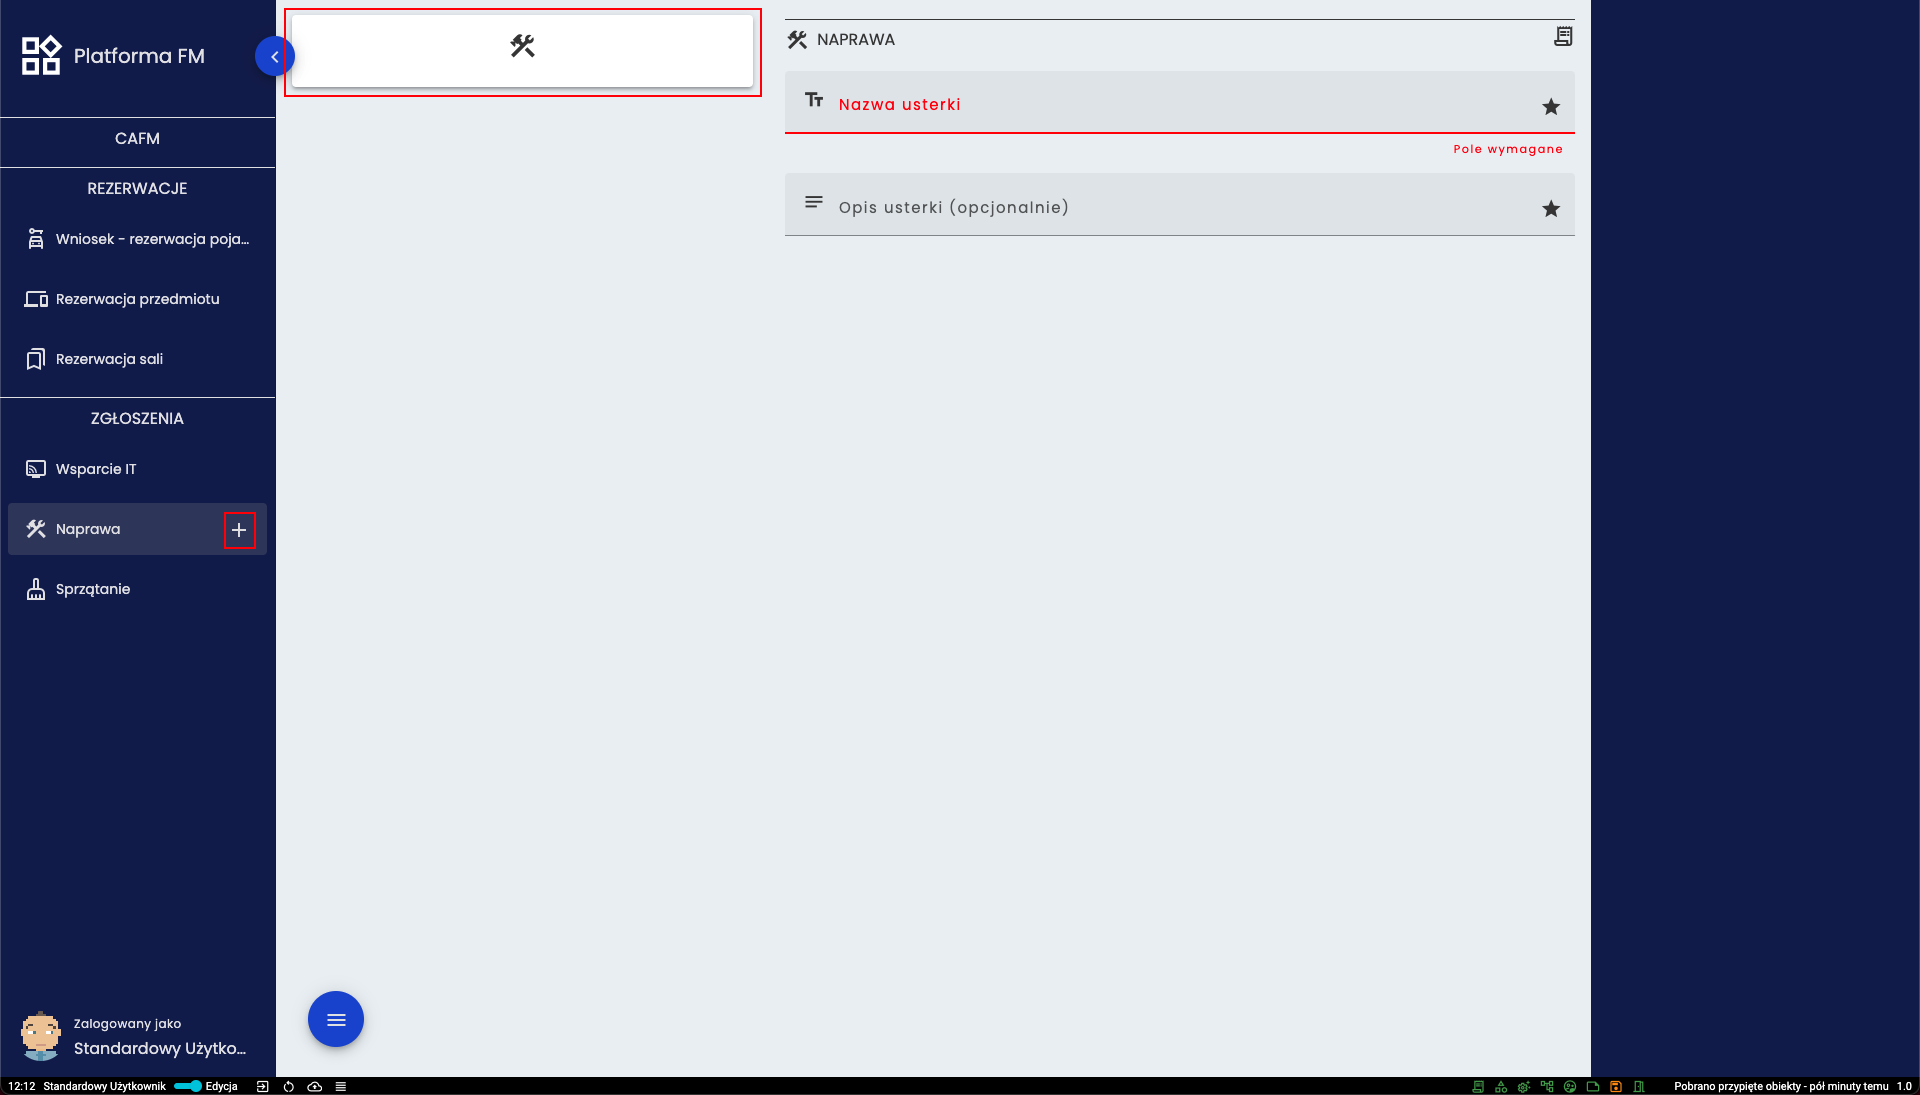 Platforma FM
CAFM
REZERWACJE
Wniosek - rezerwacja poja...
Rezerwacja przedmiotu
Rezerwacja sali
ZGŁOSZENIA
Wsparcie IT
Naprawa
Sprzątanie
Zalogowany jako
Standardowy Użytko...
NAPRAWA
Nazwa usterki
Pole wymagane
Opis usterki (opcjonalnie)
12:12 Standardowy Użytkownik Edycja
Pobrano przypięte obiekty - pół minuty temu 1.0